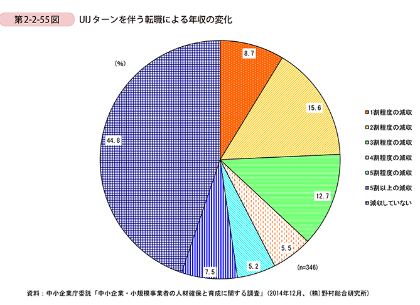 第2-2-55図 UIJターンを伴う転職による年収の変化
(%)
8.7
15.6
12.7
5.5
5.2
7.5
44.8
1割程度の減収
2割程度の減収
3割程度の減収
4割程度の減収
5割程度の減収
5割以上の減収
減収していない
(n=346)
資料：中小企業庁委託「中小企業・小規模事業者の人材確保と育成に関する調査」(2014年12月、(株)野村総合研究所)